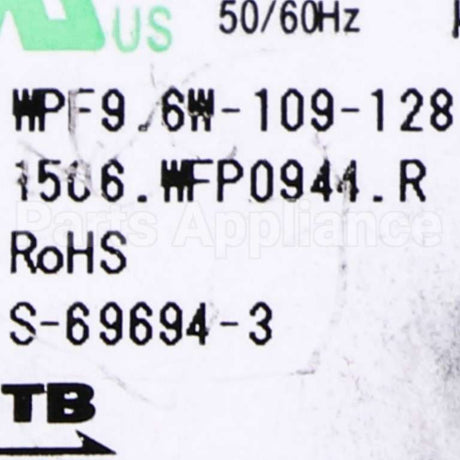 US 50/60Hz
WPF9.6W-109-128
1506.WFP0944.R
Parts Appliance
RoHS
S-69694-3
TB